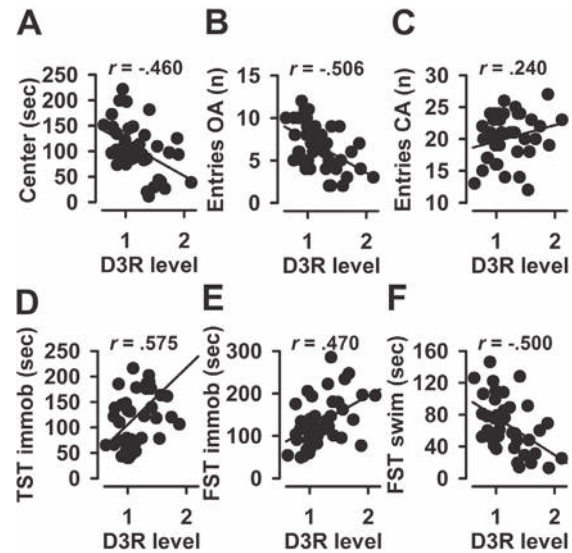 A
r = -.460
Center (sec)
250
200
150
100
50
0
1 2
D3R level
B
r = -.506
Entries OA (n)
15
10
5
0
1 2
D3R level
C
r = .240
Entries CA (n)
30
25
20
15
10
1 2
D3R level
D
r = .575
TST immob (sec)
250
200
150
100
50
0
1 2
D3R level
E
r = .470
FST immob (sec)
300
200
100
0
1 2
D3R level
F
r = -.500
FST swim (sec)
160
120
80
40
0
1 2
D3R level